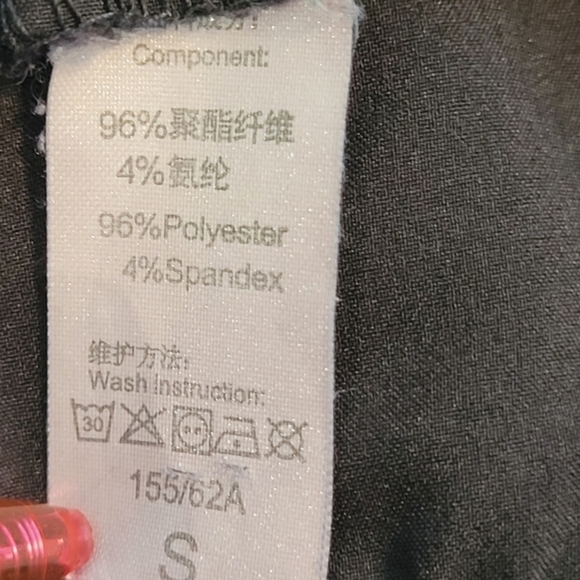 Component:
96%聚酯纤维
4%氨纶
96%Polyester
4%Spandex
维护方法:
Wash Instruction:
30
155/62A
S